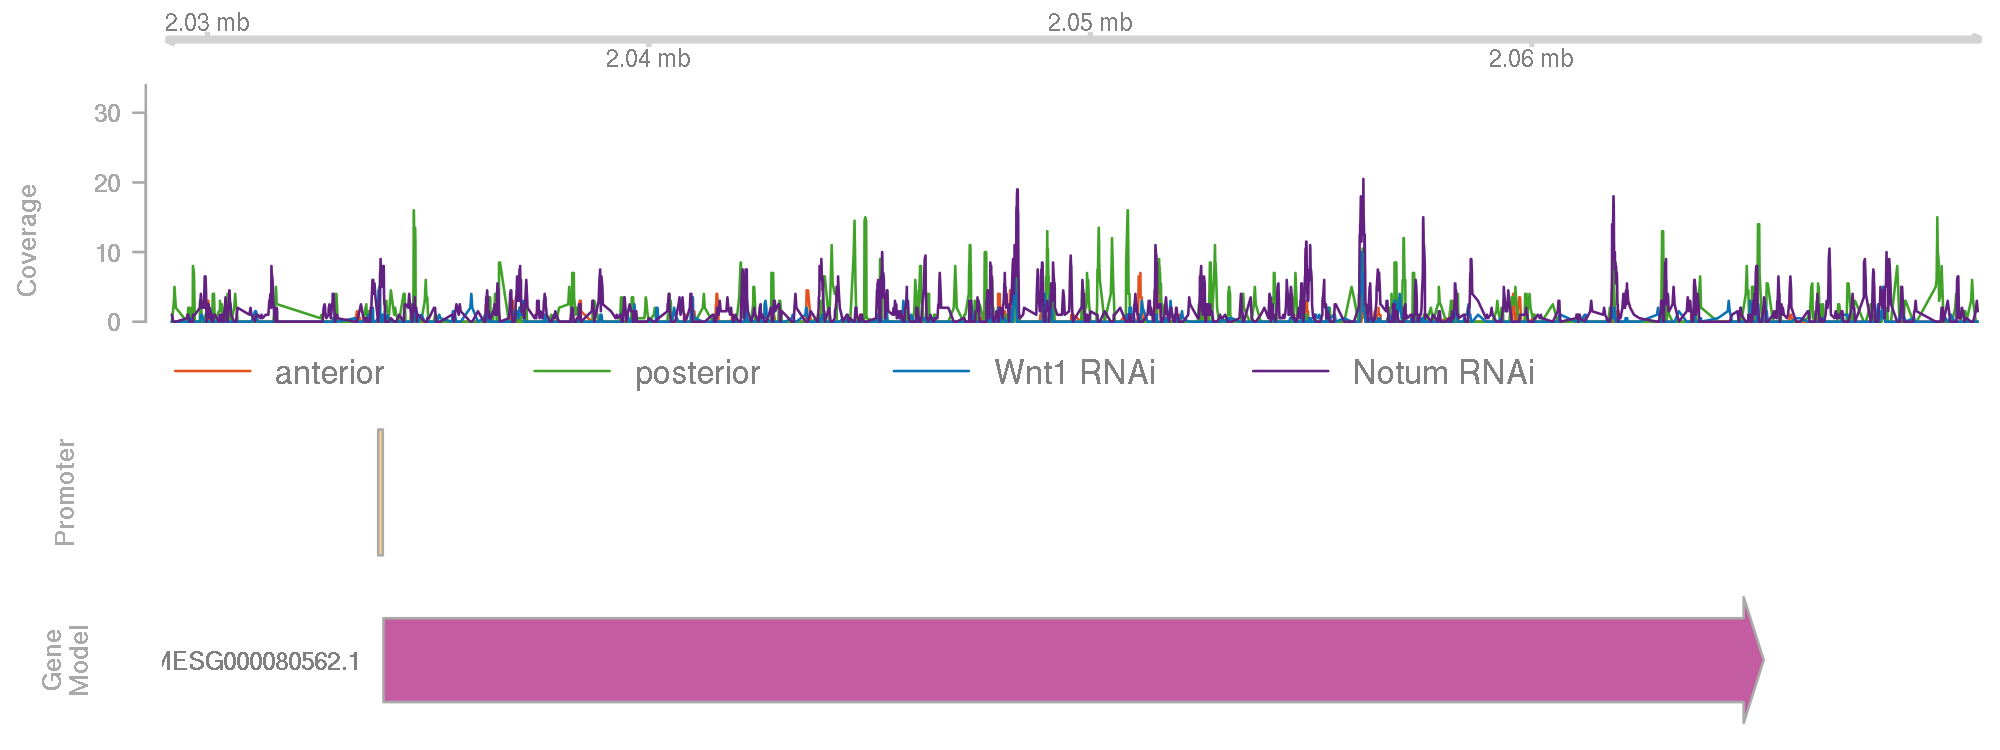 2.03 mb
2.05 mb
2.04 mb
2.06 mb
Coverage
30
20
10
0
anterior
posterior
Wnt1 RNAi
Notum RNAi
Promoter
Gene
Model
MESG000080562.1